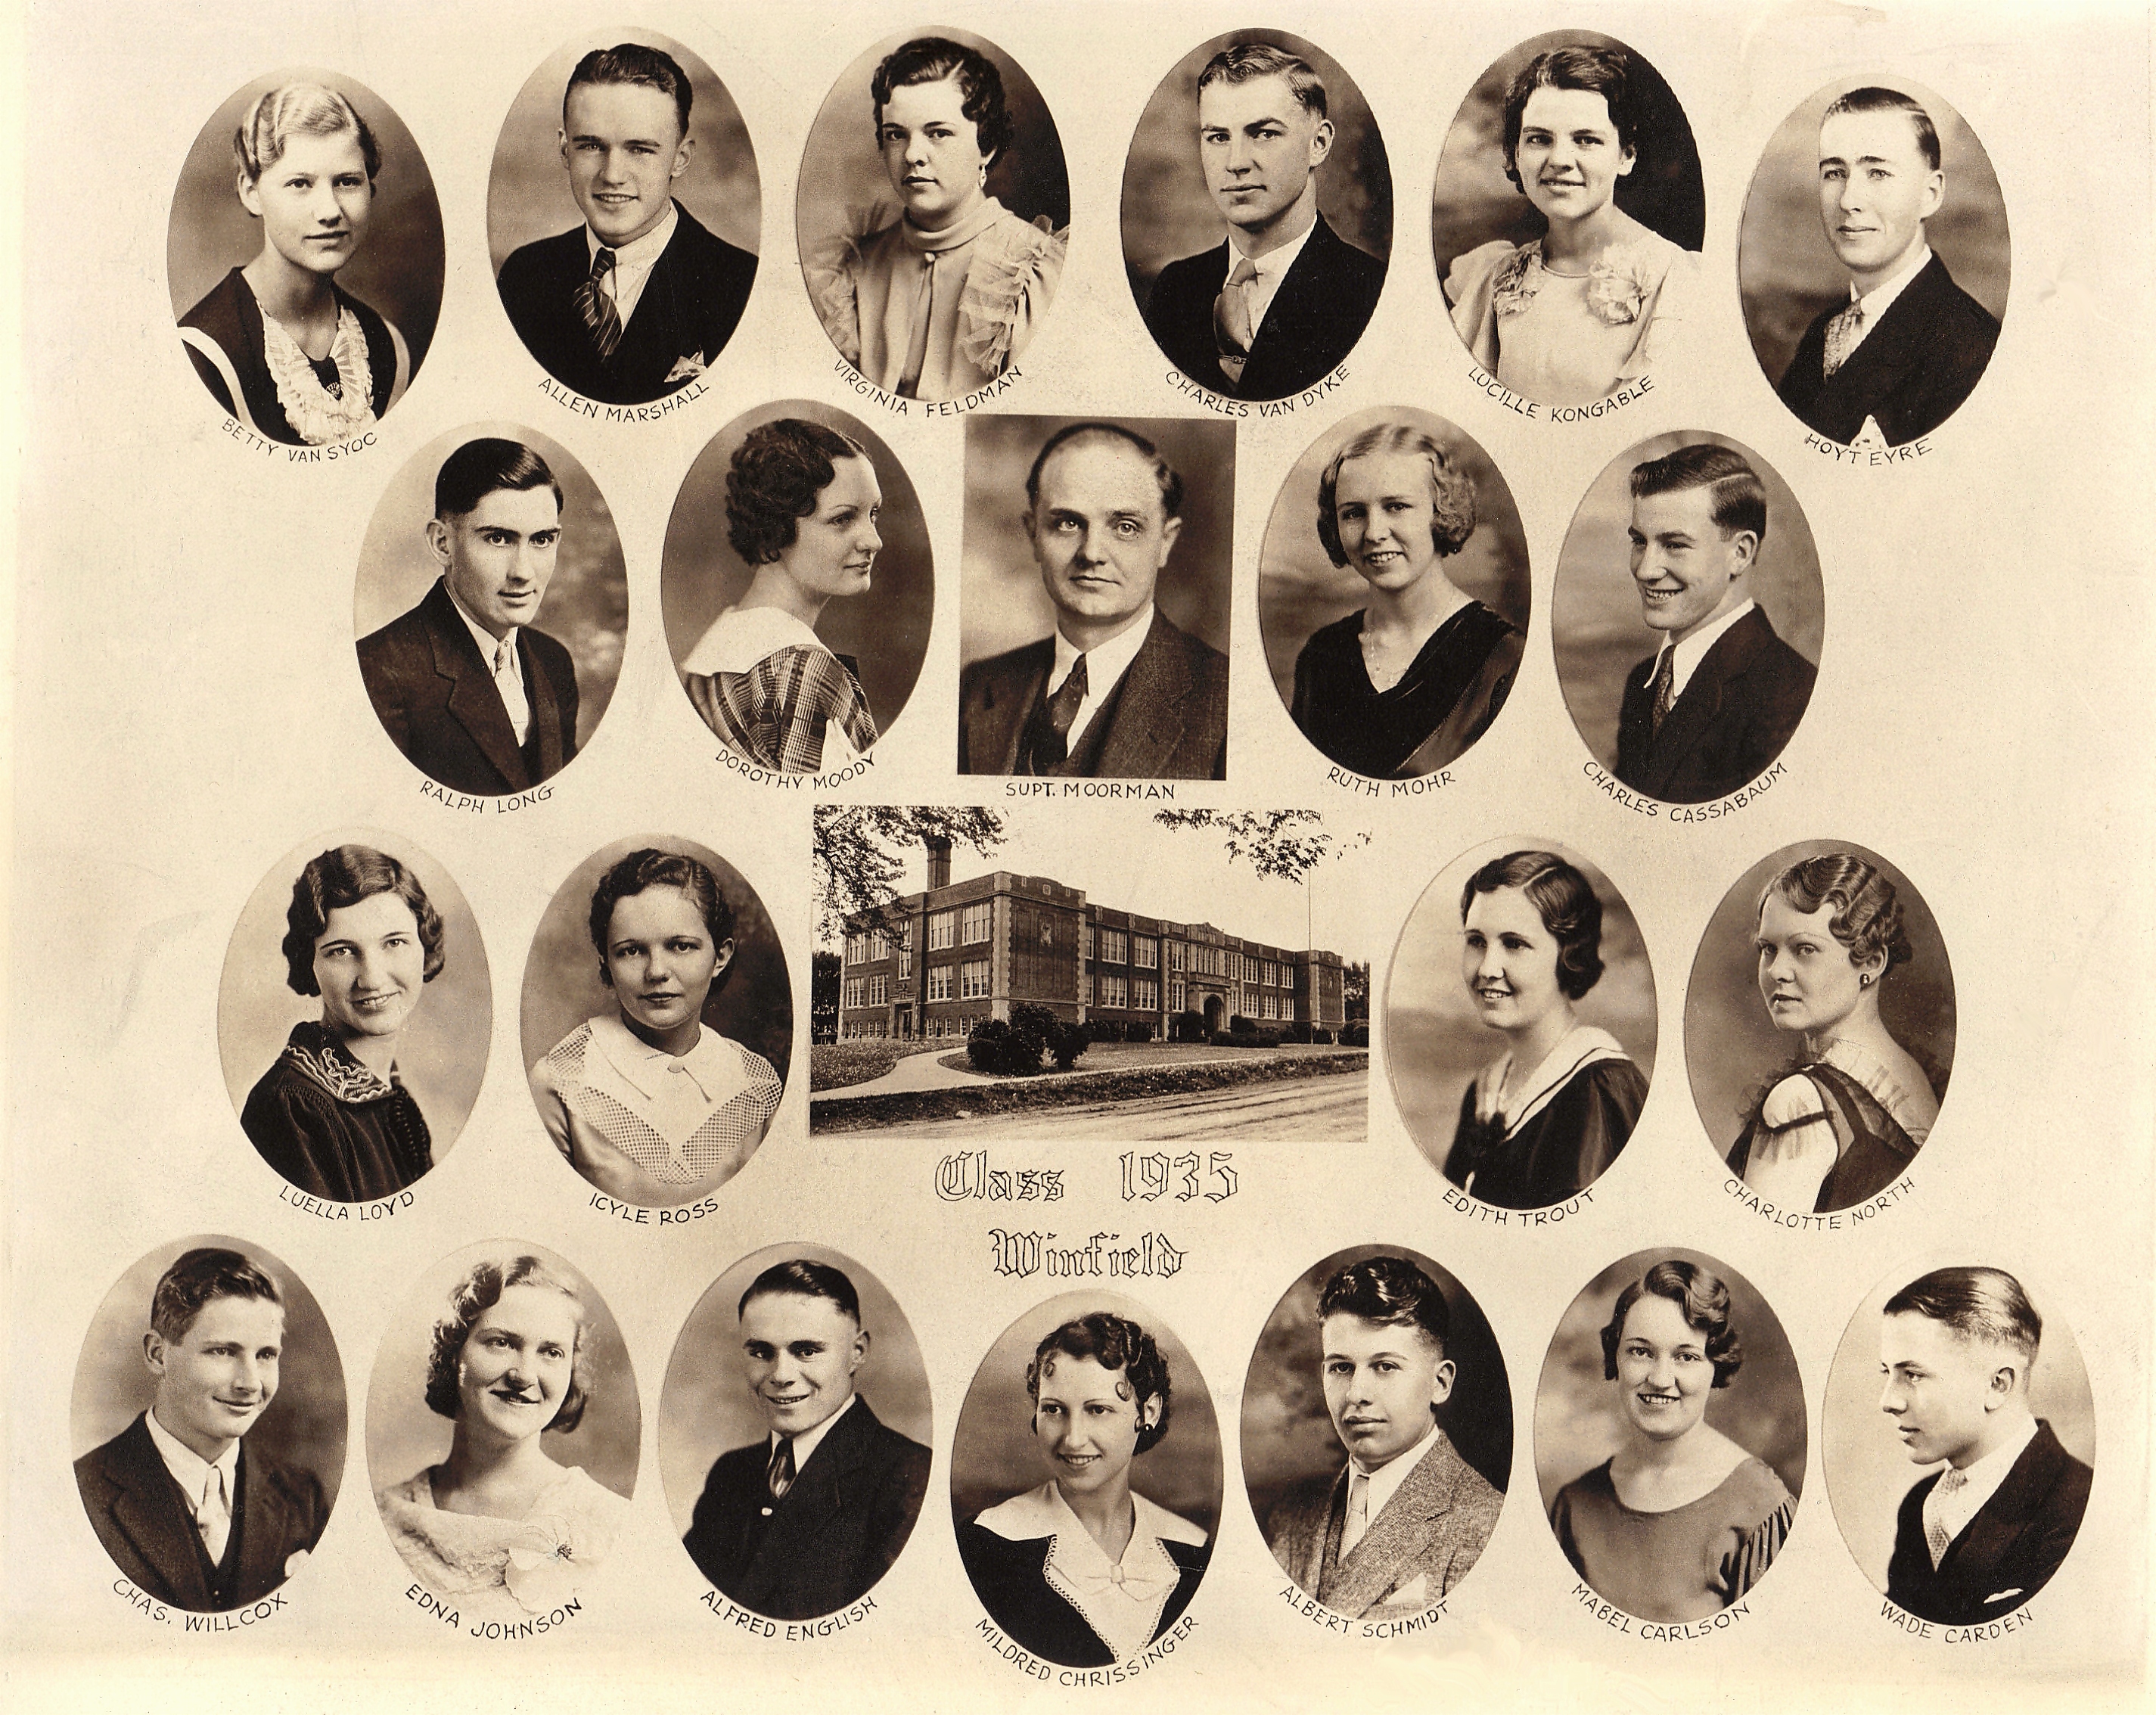 BETTY VAN SYOC
ALLEN MARSHALL
VIRGINIA FELDMAN
CHARLES VAN DYKE
LUCILLE KONGABLE
HOYT EYRE
RALPH LONG
DOROTHY MOODY
SUPT. MOORMAN
RUTH MOHR
CHARLES CASSABAUM
LUELLA LOYD
ICYLE ROSS
EDITH TROUT
CHARLOTTE NORTH
Class 1935
Winfield
CHAS. WILLCOX
EDNA JOHNSON
ALFRED ENGLISH
MILDRED CHRISSINGER
ALBERT SCHMIDT
MABEL CARLSON
WADE CARDEN